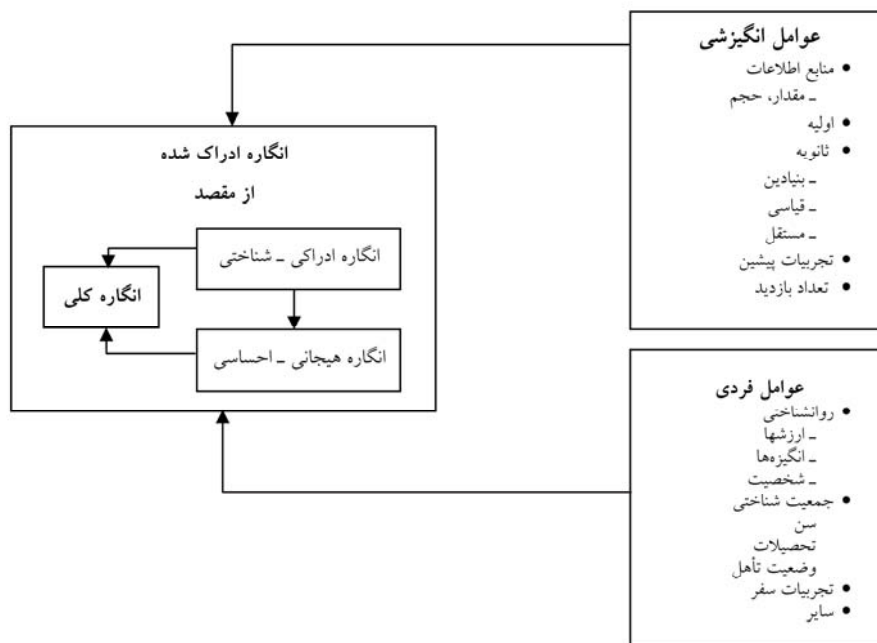 عوامل انگیزشی
• منابع اطلاعات
ـ مقدار، حجم
• اولیه
• ثانویه
ـ بنیادین
ـ قیاسی
ـ مستقل
• تجربیات پیشین
• تعداد بازدید
انگاره ادراک شده
از مقصد
انگاره ادراکی ـ شناختی
انگاره کلی
انگاره هیجانی ـ احساسی
عوامل فردی
• روانشناختی
ـ ارزشها
ـ انگیزه‌ها
ـ شخصیت
• جمعیت شناختی
سن
تحصیلات
وضعیت تأهل
• تجربیات سفر
• سایر